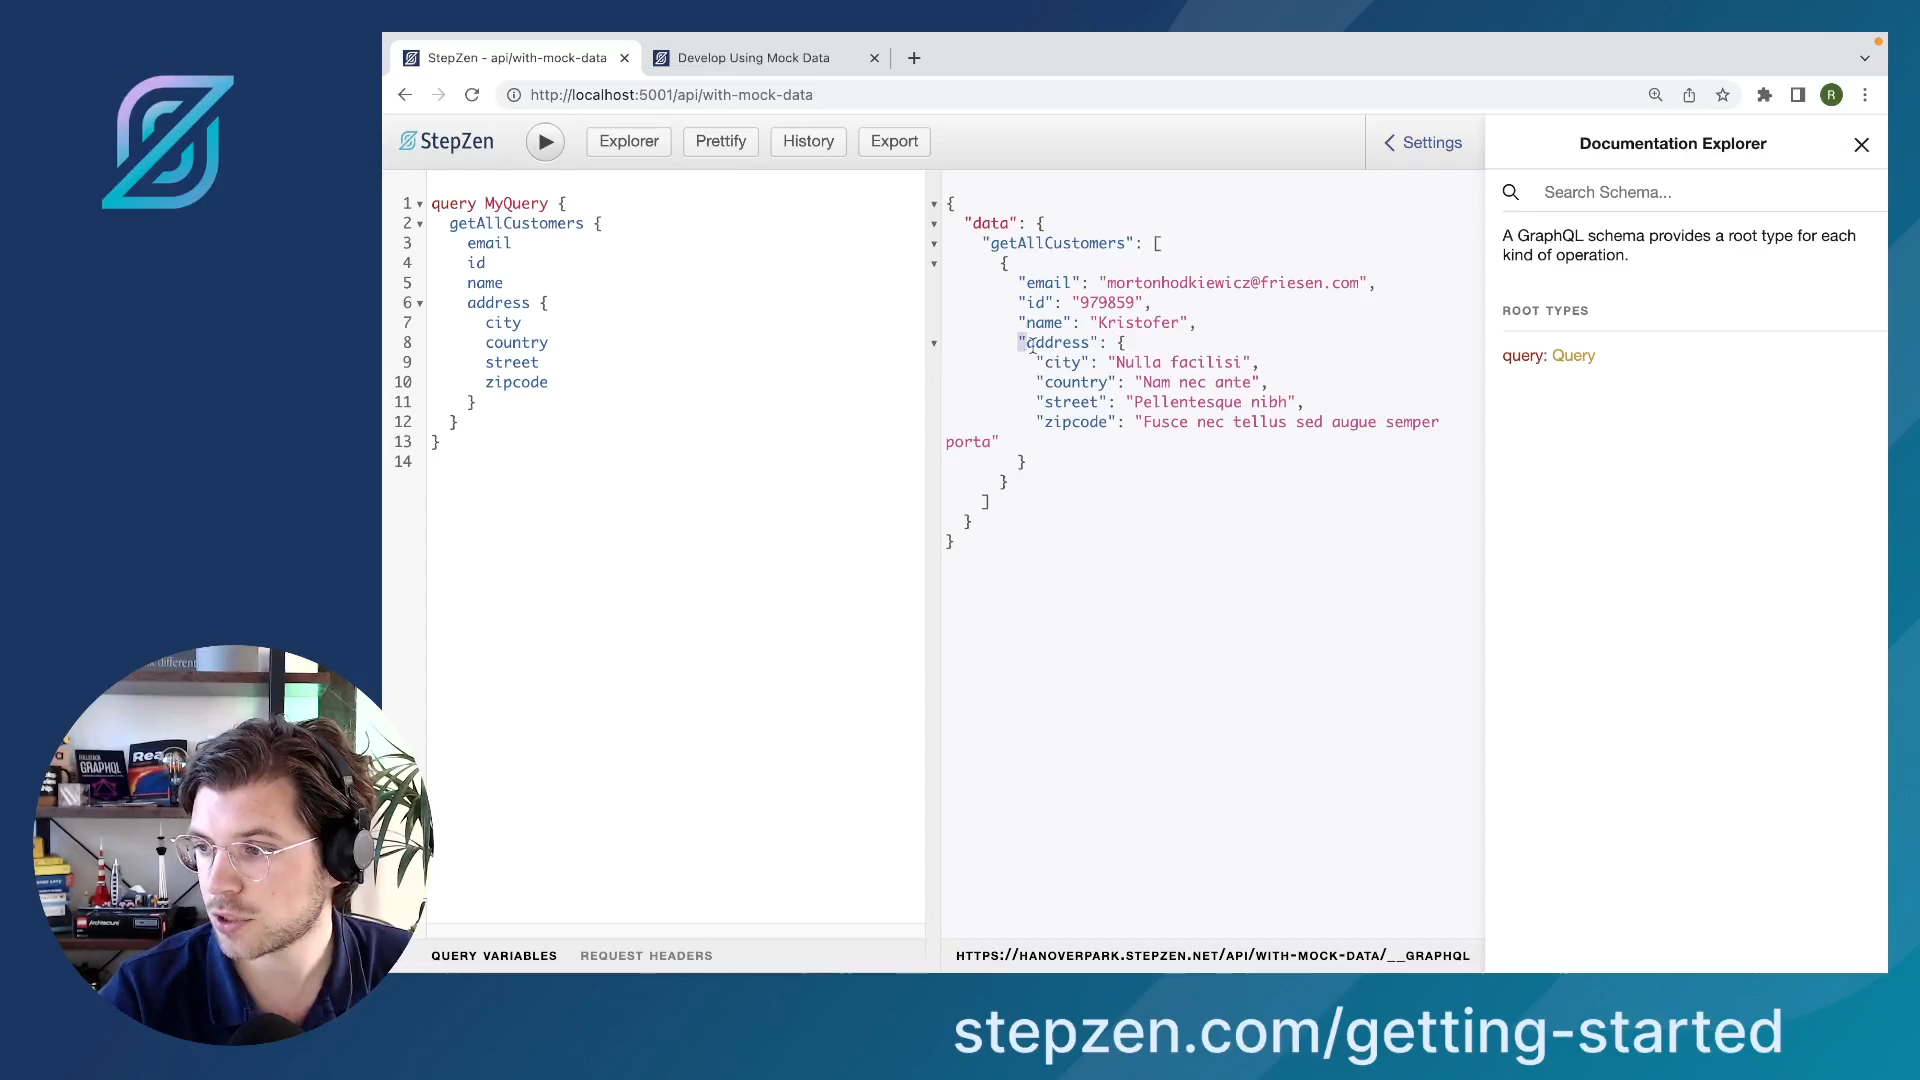 StepZen - api/with-mock-data
Develop Using Mock Data
http://localhost:5001/api/with-mock-data
R
StepZen
Explorer
Prettify
History
Export
Settings
Documentation Explorer
1 query MyQuery {
2 getAllCustomers {
3 email
4 id
5 name
6 address {
7 city
8 country
9 street
10 zipcode
11 }
12 }
13 }
14
{
"data": {
"getAllCustomers": [
{
"email": "mortonhodkiewicz@friesen.com",
"id": "979859",
"name": "Kristofer",
"address": {
"city": "Nulla facilisi",
"country": "Nam nec ante",
"street": "Pellentesque nibh",
"zipcode": "Fusce nec tellus sed augue semper
porta"
}
}
]
}
}
Search Schema...
A GraphQL schema provides a root type for each
kind of operation.
ROOT TYPES
query: Query
QUERY VARIABLES
REQUEST HEADERS
HTTPS://HANOVERPARK.STEPZEN.NET/API/WITH-MOCK-DATA/__GRAPHQL
different
GRAPHQL
Architecture
stepzen.com/getting-started